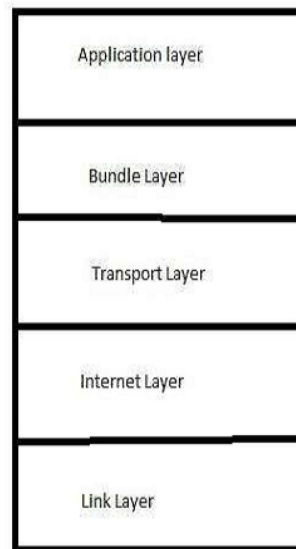 Application layer
Bundle Layer
Transport Layer
Internet Layer
Link Layer